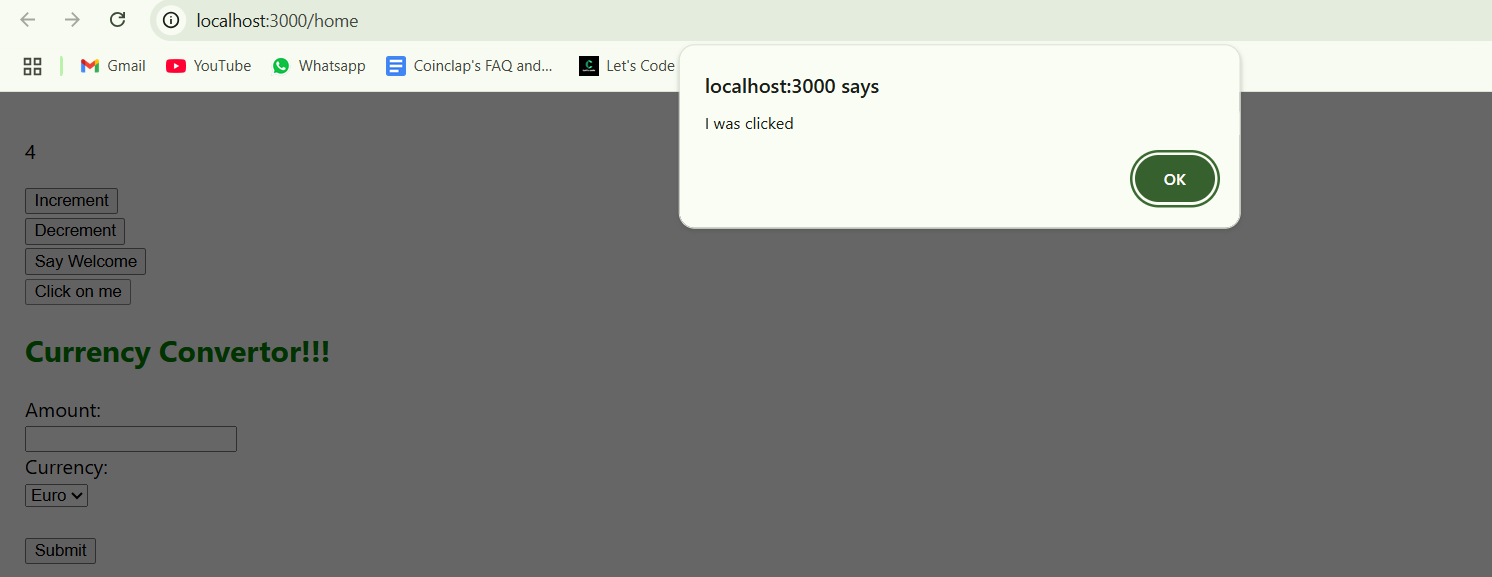 localhost:3000/home
Gmail YouTube Whatsapp Coinclap's FAQ and... Let's Code
localhost:3000 says
I was clicked
OK
4
Increment
Decrement
Say Welcome
Click on me
Currency Convertor!!!
Amount:
Currency:
Euro
Submit